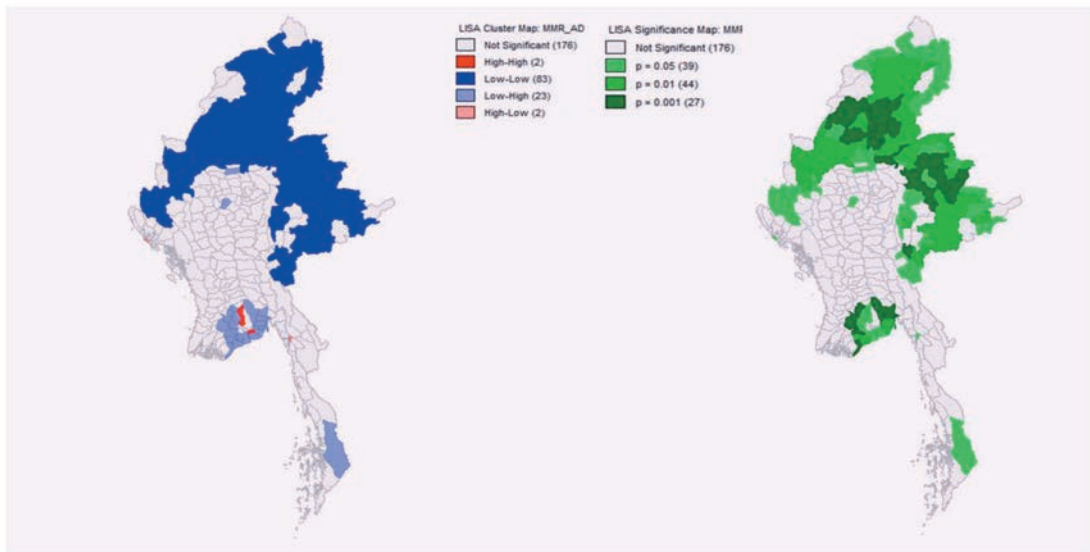 LISA Cluster Map: MMR_AD
Not Significant (176)
High-High (2)
Low-Low (83)
Low-High (23)
High-Low (2)
LISA Significance Map: MMI
Not Significant (176)
p = 0.05 (39)
p = 0.01 (44)
p = 0.001 (27)